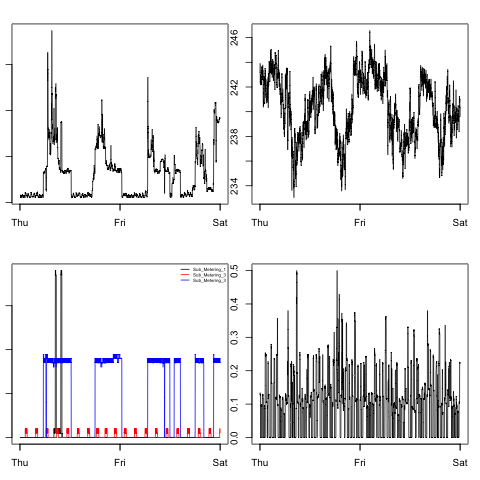 234 238 242 246
Thu Fri Sat
Thu Fri Sat
Sub_Metering_1
Sub_Metering_3
Sub_Metering_3
0.0 0.1 0.2 0.3 0.4 0.5
Thu Fri Sat
Thu Fri Sat